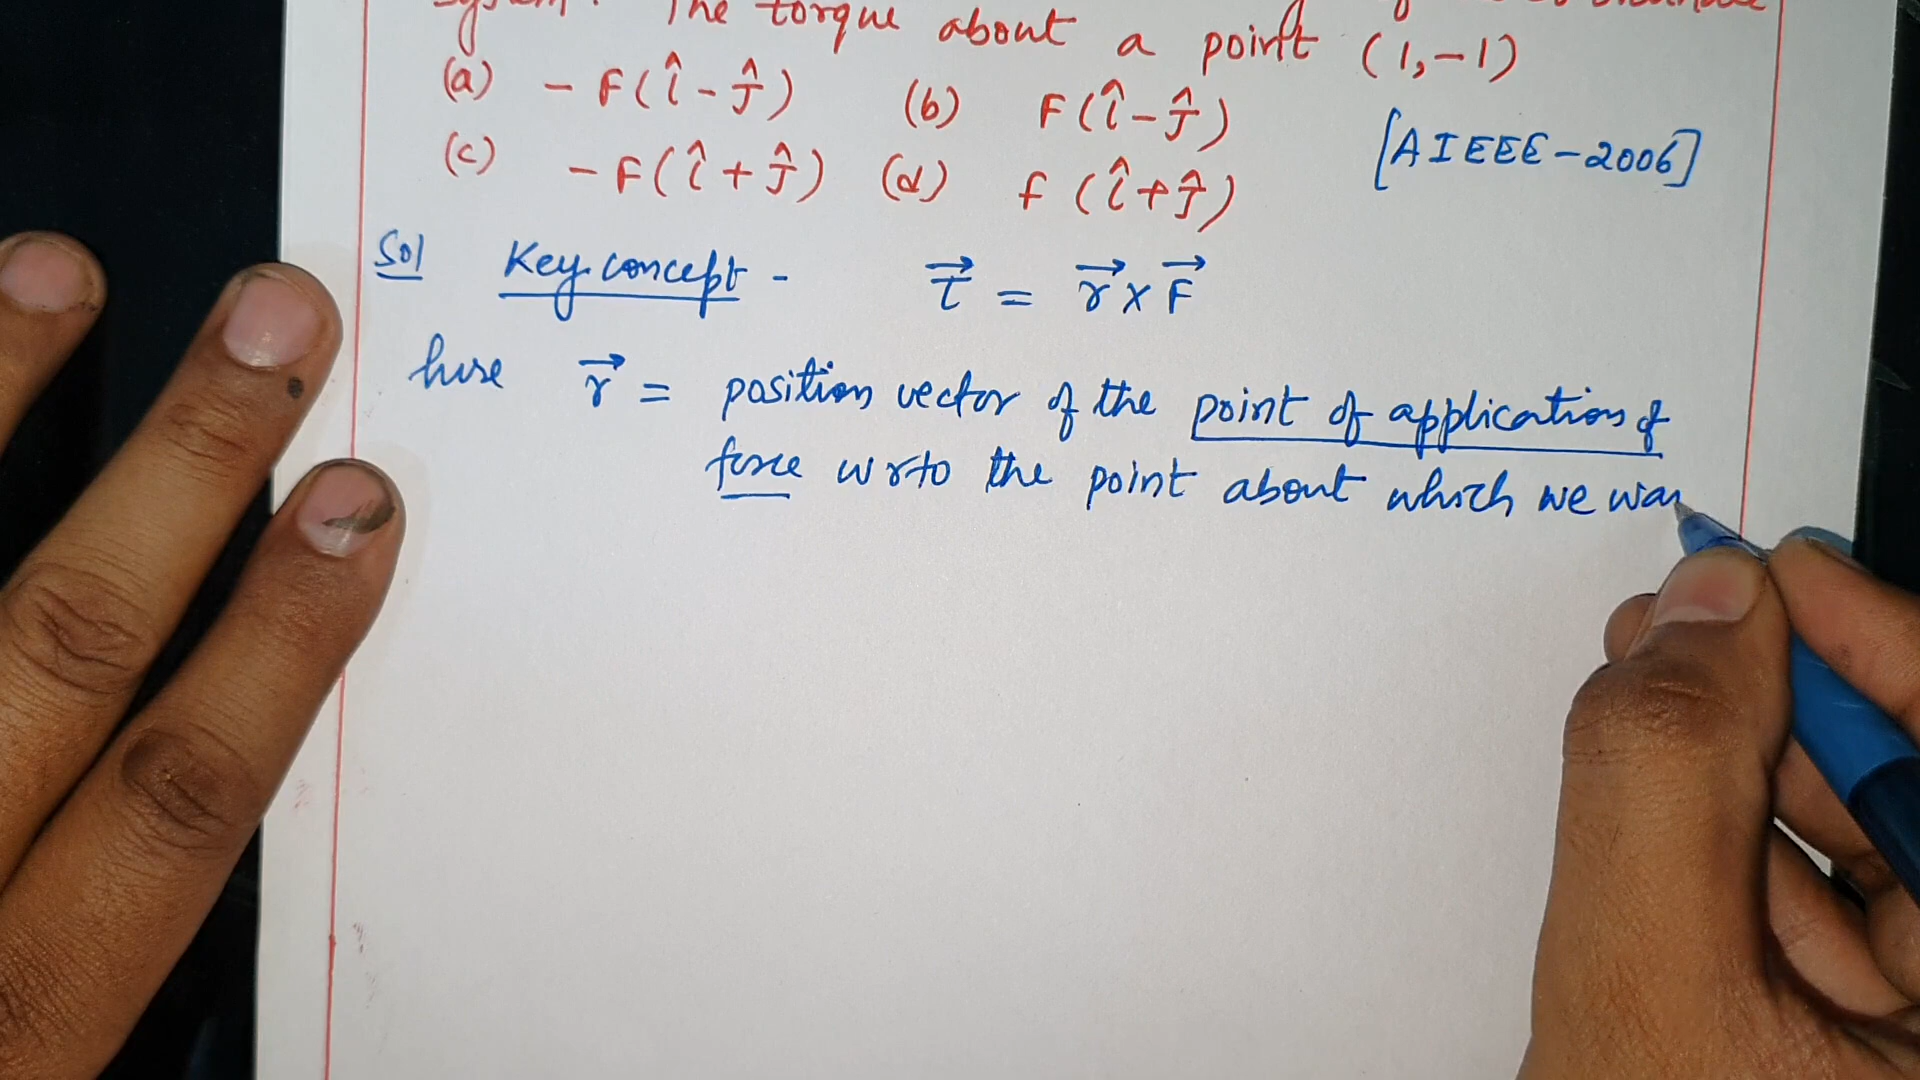 The torque about a point (1,-1)
(a) - F(î - ĵ) (b) F(î - ĵ)
(c) - F(î + ĵ) (d) F(î + ĵ) [AIEEE-2006]
Sol Key concept - τ⃗ = r⃗ × F⃗
here r⃗ = position vector of the point of application of
force w r to the point about which we wan